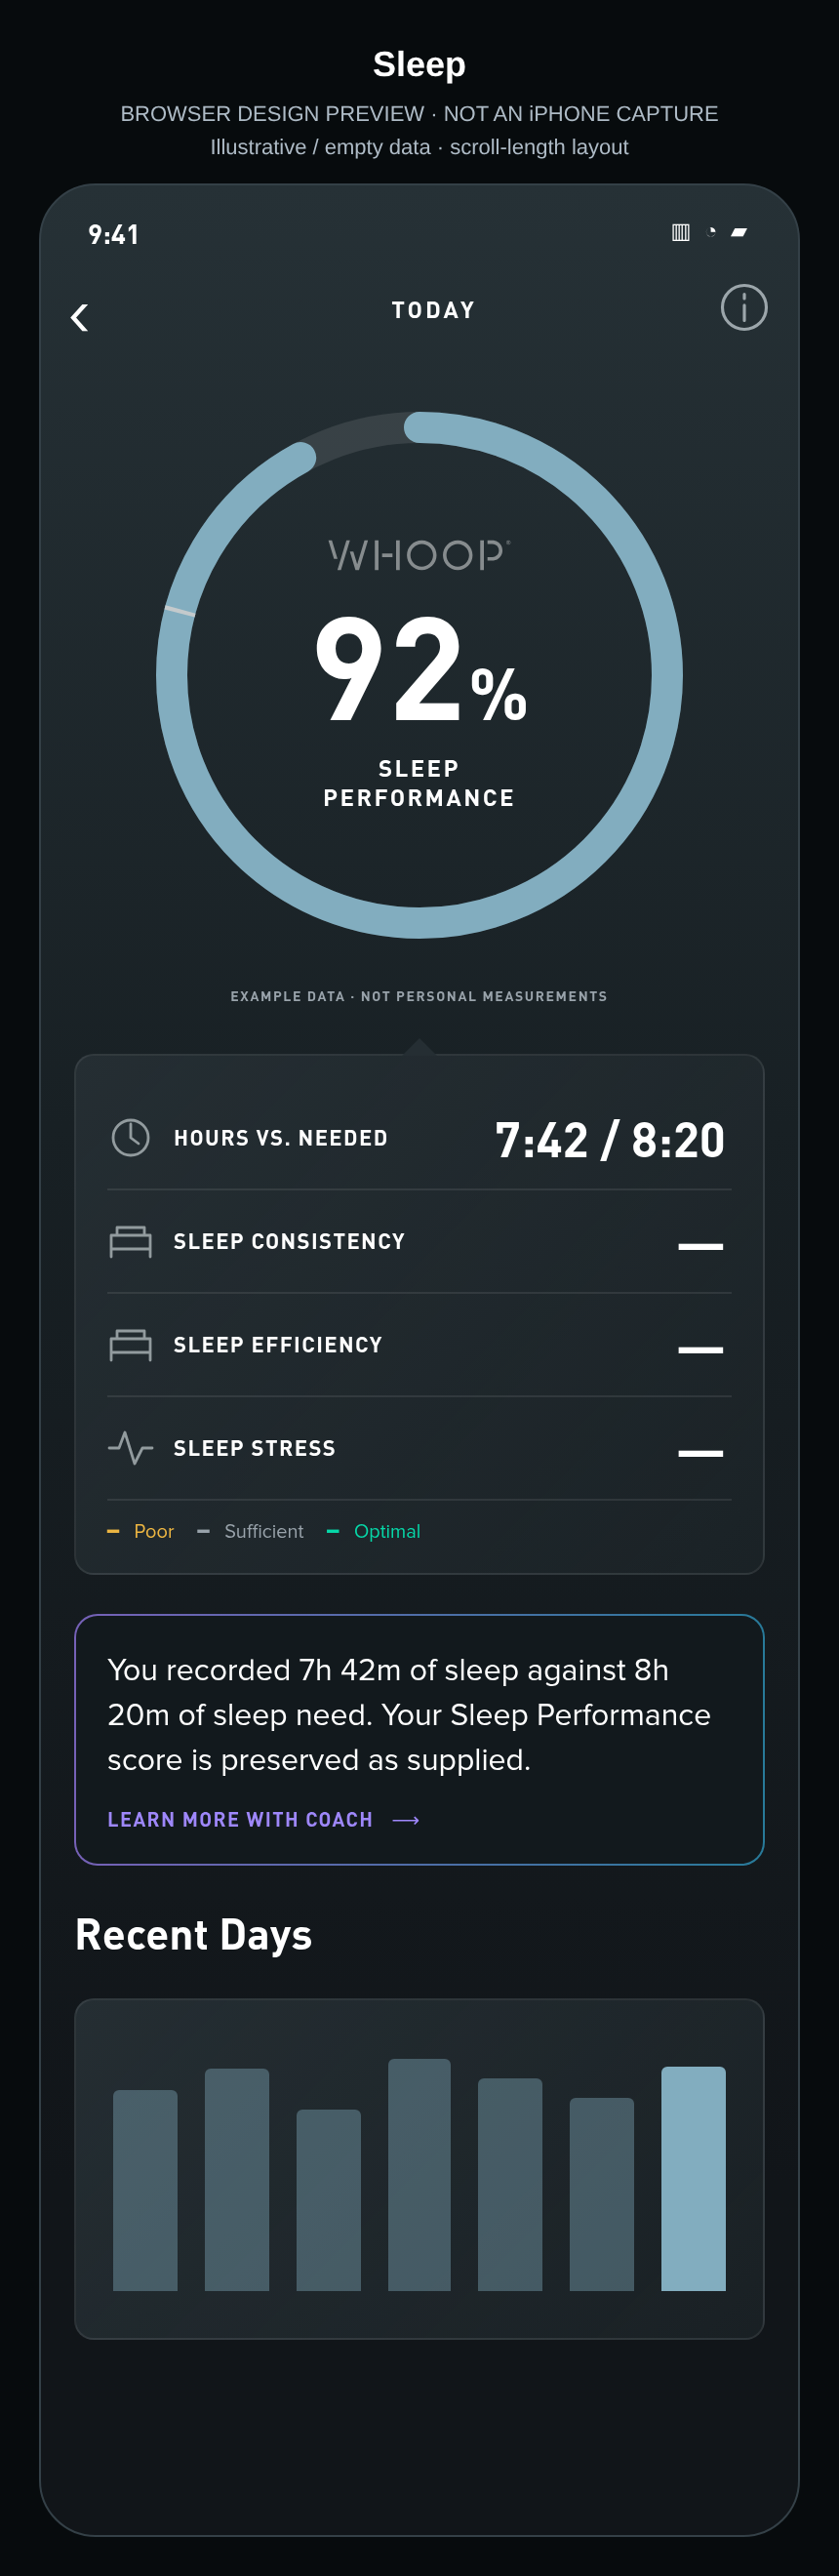 Sleep
BROWSER DESIGN PREVIEW · NOT AN iPHONE CAPTURE
Illustrative / empty data · scroll-length layout
9:41
TODAY
WHOOP
92%
SLEEP
PERFORMANCE
EXAMPLE DATA · NOT PERSONAL MEASUREMENTS
HOURS VS. NEEDED 7:42 / 8:20
SLEEP CONSISTENCY —
SLEEP EFFICIENCY —
SLEEP STRESS —
Poor Sufficient Optimal
You recorded 7h 42m of sleep against 8h
20m of sleep need. Your Sleep Performance
score is preserved as supplied.
LEARN MORE WITH COACH →
Recent Days